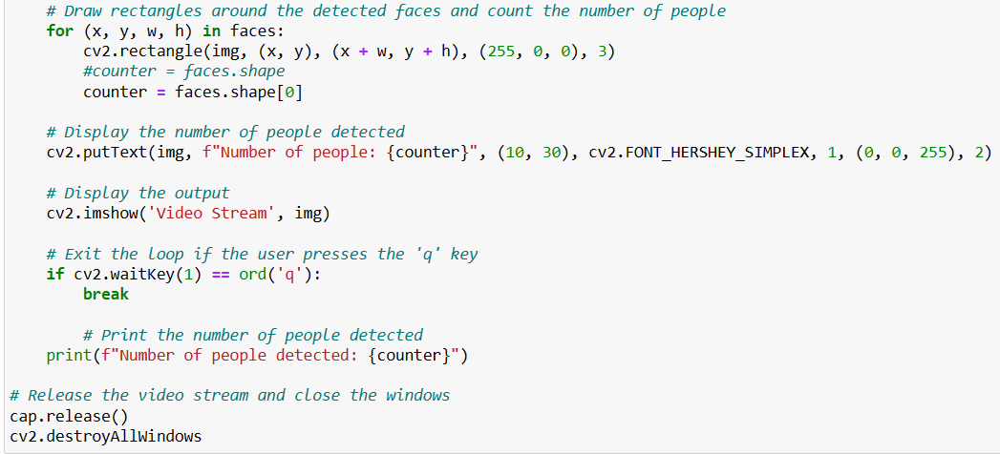 # Draw rectangles around the detected faces and count the number of people
for (x, y, w, h) in faces:
cv2.rectangle(img, (x, y), (x + w, y + h), (255, 0, 0), 3)
#counter = faces.shape
counter = faces.shape[0]
# Display the number of people detected
cv2.putText(img, f"Number of people: {counter}", (10, 30), cv2.FONT_HERSHEY_SIMPLEX, 1, (0, 0, 255), 2)
# Display the output
cv2.imshow('Video Stream', img)
# Exit the loop if the user presses the 'q' key
if cv2.waitKey(1) == ord('q'):
break
# Print the number of people detected
print(f"Number of people detected: {counter}")
# Release the video stream and close the windows
cap.release()
cv2.destroyAllWindows